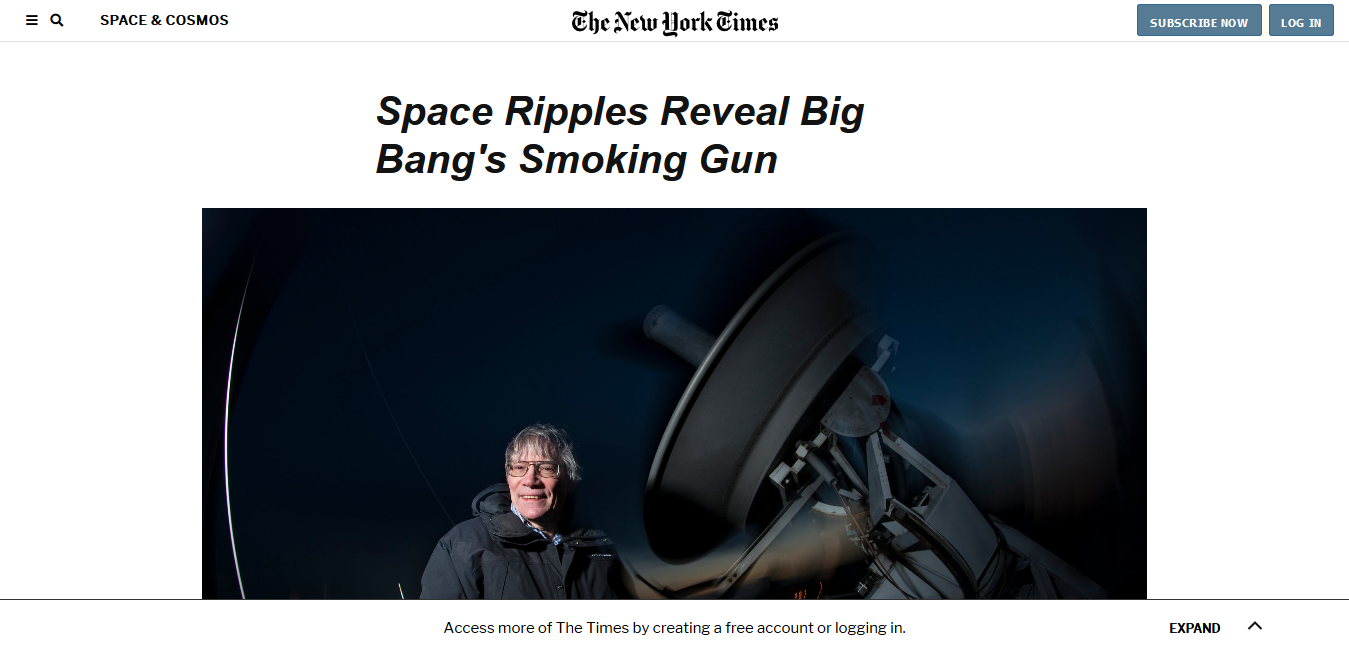 SPACE & COSMOS
The New York Times
SUBSCRIBE NOW
LOG IN
Space Ripples Reveal Big
Bang's Smoking Gun
Access more of The Times by creating a free account or logging in.
EXPAND